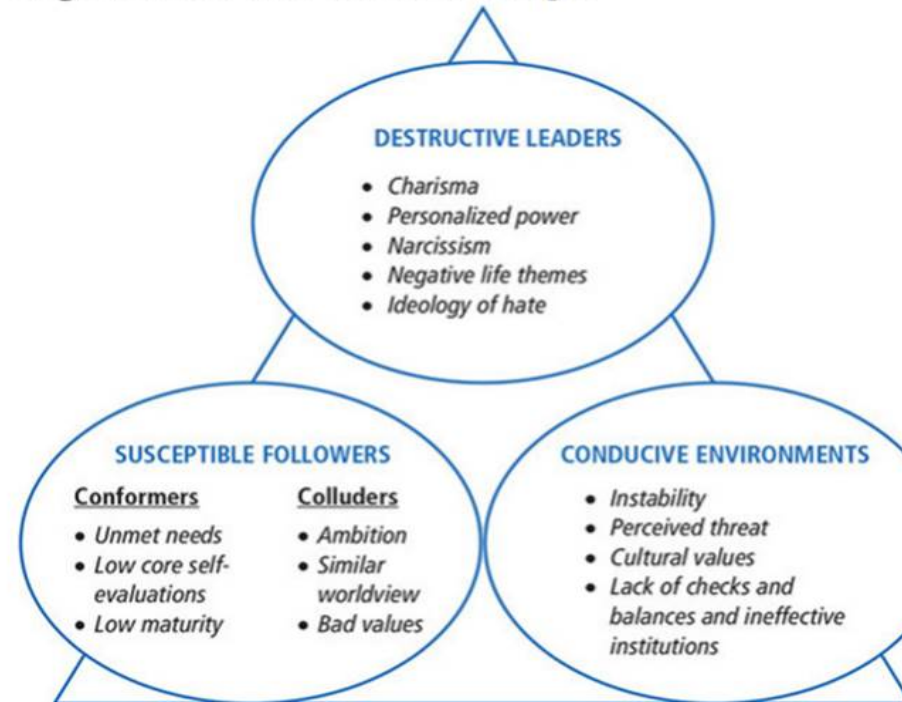 DESTRUCTIVE LEADERS
• Charisma
• Personalized power
• Narcissism
• Negative life themes
• Ideology of hate
SUSCEPTIBLE FOLLOWERS
Conformers
• Unmet needs
• Low core self-
evaluations
• Low maturity
Colluders
• Ambition
• Similar
worldview
• Bad values
CONDUCIVE ENVIRONMENTS
• Instability
• Perceived threat
• Cultural values
• Lack of checks and
balances and ineffective
institutions